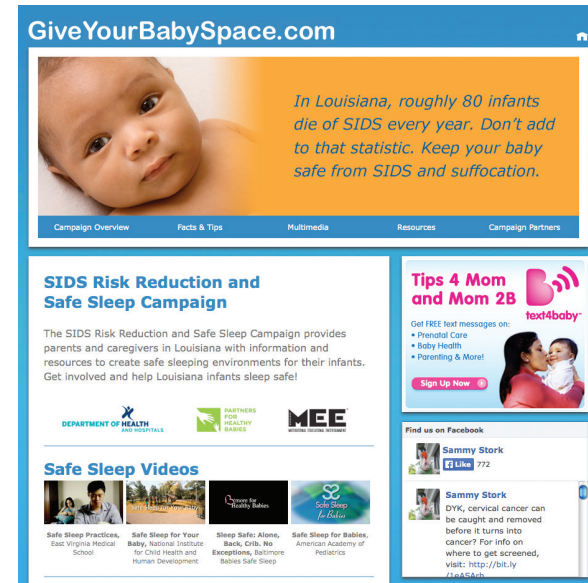 GiveYourBabySpace.com
In Louisiana, roughly 80 infants
die of SIDS every year. Don't add
to that statistic. Keep your baby
safe from SIDS and suffocation.
Campaign Overview
Facts & Tips
Multimedia
Resources
Campaign Partners
SIDS Risk Reduction and
Safe Sleep Campaign
The SIDS Risk Reduction and Safe Sleep Campaign provides
parents and caregivers in Louisiana with information and
resources to create safe sleeping environments for their infants.
Get involved and help Louisiana infants sleep safe!
DEPARTMENT OF HEALTH
AND HOSPITALS
PARTNERS
FOR
HEALTHY
BABIES
MEE
Safe Sleep Videos
B'more for
Healthy Babies
Safe Sleep
for Babies
Safe Sleep Practices,
East Virginia Medical
School
Safe Sleep for Your
Baby, National Institute
for Child Health and
Human Development
Sleep Safe: Alone,
Back, Crib. No
Exceptions, Baltimore
Babies Safe Sleep
Safe Sleep for Babies,
American Academy of
Pediatrics
Tips 4 Mom
and Mom 2B
text4baby
Get FREE text messages on:
• Prenatal Care
• Baby Health
• Parenting & More!
Sign Up Now
Find us on Facebook
Sammy Stork
Like 772
Sammy Stork
DYK, cervical cancer can
be caught and removed
before it turns into
cancer? For info on
where to get screened,
visit: http://bit.ly
/1eASArh